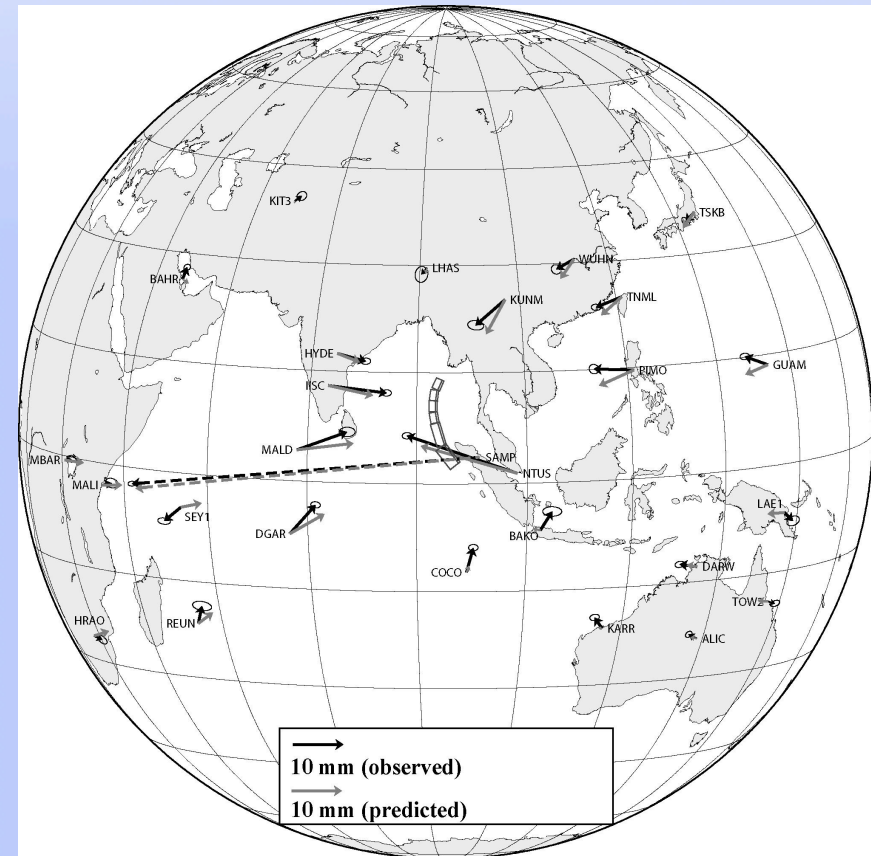 TSKB
KIT3
WUHN
LHAS
BAHR
KUNM
TNML
HYDE
PIMO
GUAM
IISC
MALD
SAMP
MBAR
NTUS
MALI
LAE1
SEY1
DGAR
BAKO
COCO
DARW
TOW2
HRAO
REUN
KARR
ALIC
10 mm (observed)
10 mm (predicted)